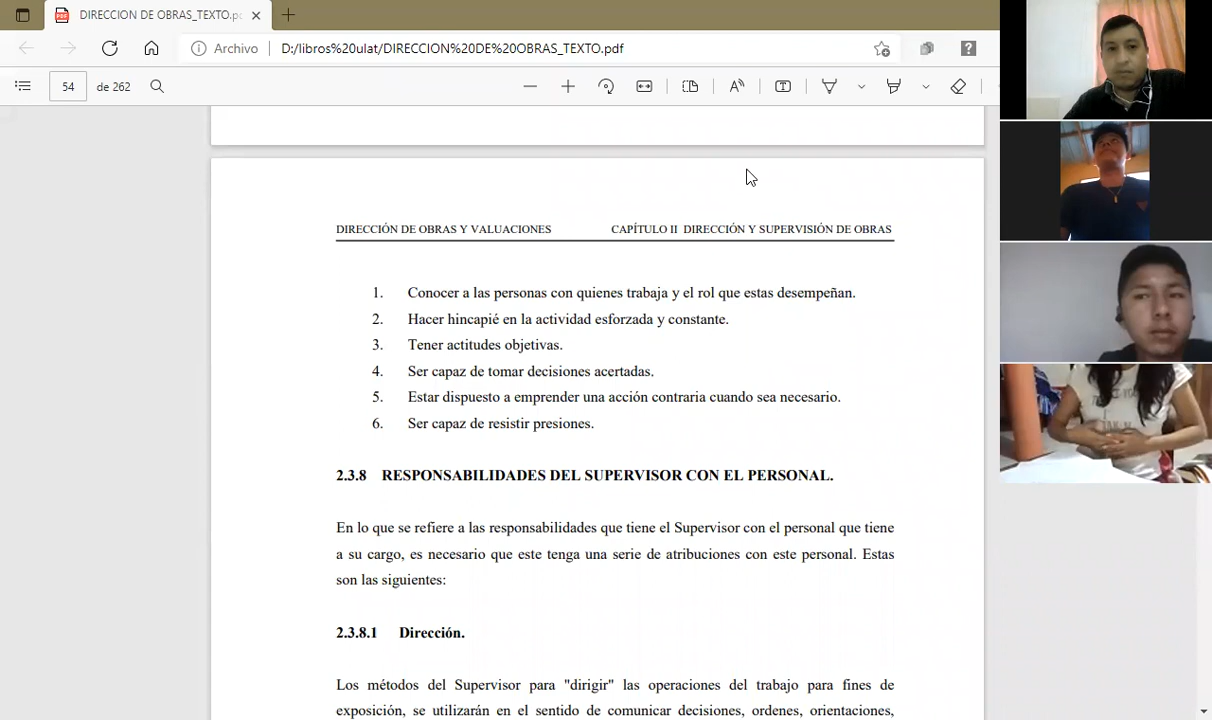 DIRECCION DE OBRAS_TEXTO.pd
Archivo D:/libros%20ulat/DIRECCION%20DE%20OBRAS_TEXTO.pdf
54 de 262
DIRECCIÓN DE OBRAS Y VALUACIONES CAPÍTULO II DIRECCIÓN Y SUPERVISIÓN DE OBRAS
1. Conocer a las personas con quienes trabaja y el rol que estas desempeñan.
2. Hacer hincapié en la actividad esforzada y constante.
3. Tener actitudes objetivas.
4. Ser capaz de tomar decisiones acertadas.
5. Estar dispuesto a emprender una acción contraria cuando sea necesario.
6. Ser capaz de resistir presiones.
2.3.8 RESPONSABILIDADES DEL SUPERVISOR CON EL PERSONAL.
En lo que se refiere a las responsabilidades que tiene el Supervisor con el personal que tiene
a su cargo, es necesario que este tenga una serie de atribuciones con este personal. Estas
son las siguientes:
2.3.8.1 Dirección.
Los métodos del Supervisor para "dirigir" las operaciones del trabajo para fines de
exposición, se utilizarán en el sentido de comunicar decisiones, ordenes, orientaciones,